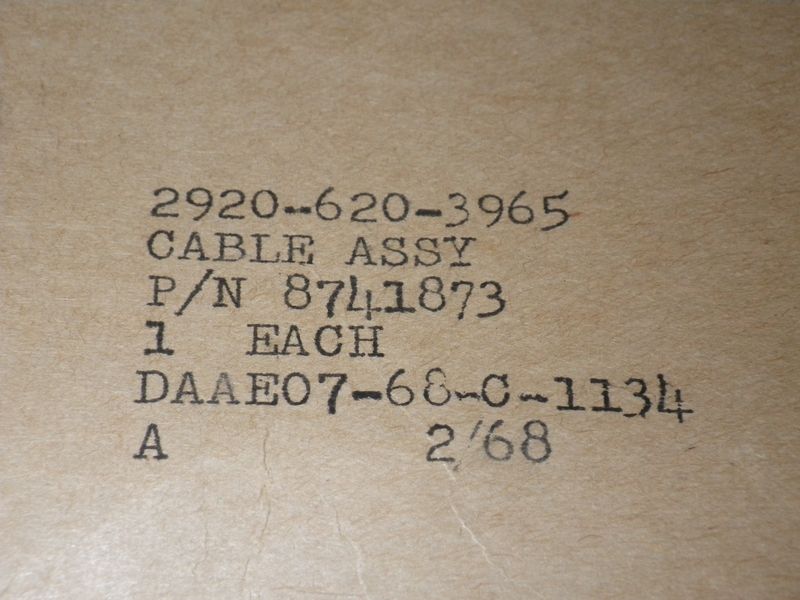 2920-620-3965
CABLE ASSY
P/N 8741873
1 EACH
DAAE07-68-C-1134
A 2/68